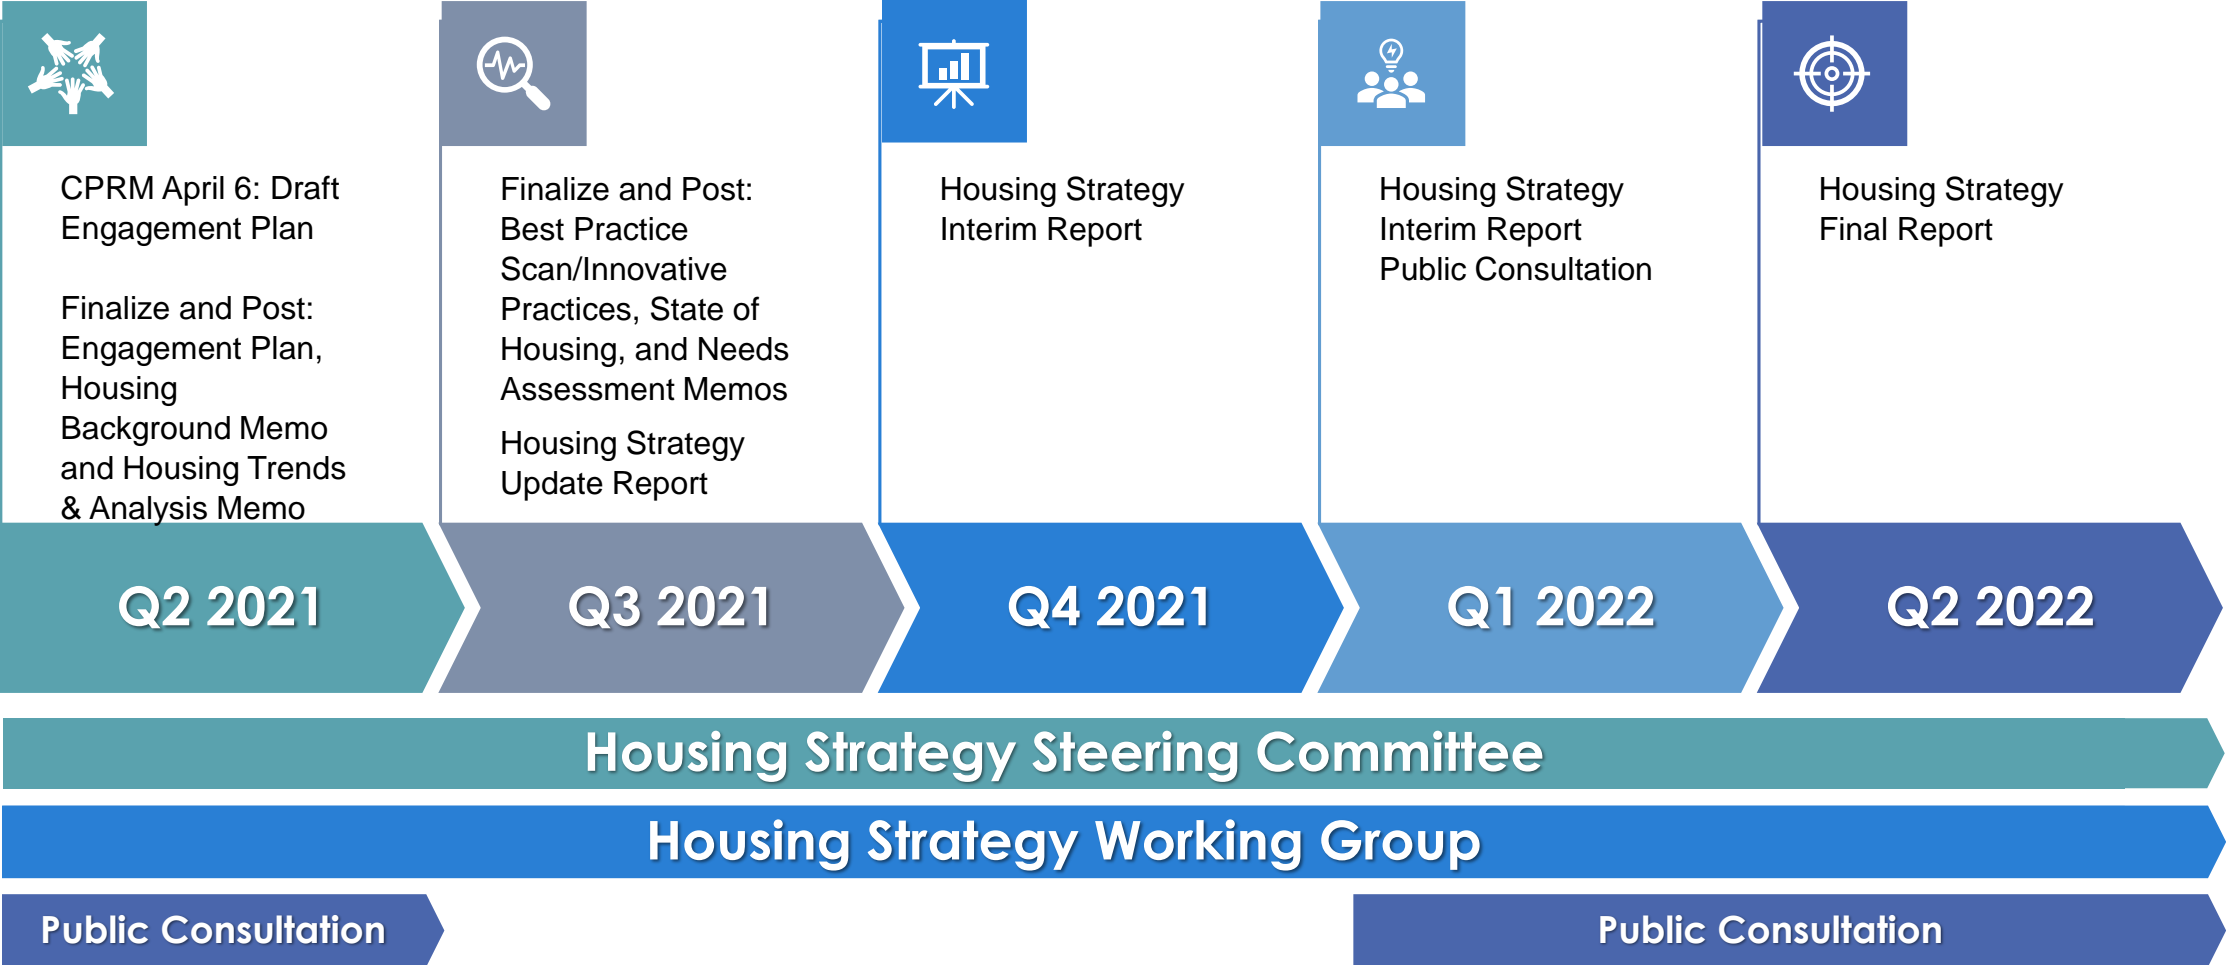 CPRM April 6: Draft
Engagement Plan
Finalize and Post:
Engagement Plan,
Housing
Background Memo
and Housing Trends
& Analysis Memo
Finalize and Post:
Best Practice
Scan/Innovative
Practices, State of
Housing, and Needs
Assessment Memos
Housing Strategy
Update Report
Housing Strategy
Interim Report
Housing Strategy
Interim Report
Public Consultation
Housing Strategy
Final Report
Q2 2021
Q3 2021
Q4 2021
Q1 2022
Q2 2022
Housing Strategy Steering Committee
Housing Strategy Working Group
Public Consultation
Public Consultation